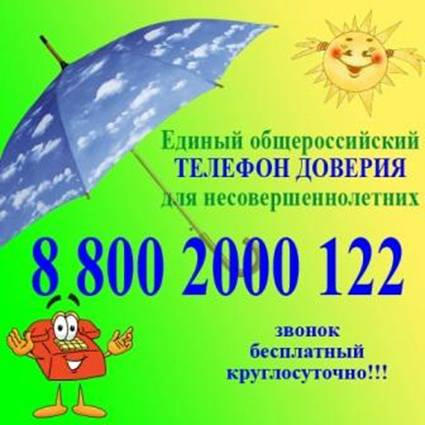 Единый общероссийский
ТЕЛЕФОН ДОВЕРИЯ
для несовершеннолетних
8 800 2000 122
звонок
бесплатный
круглосуточно!!!